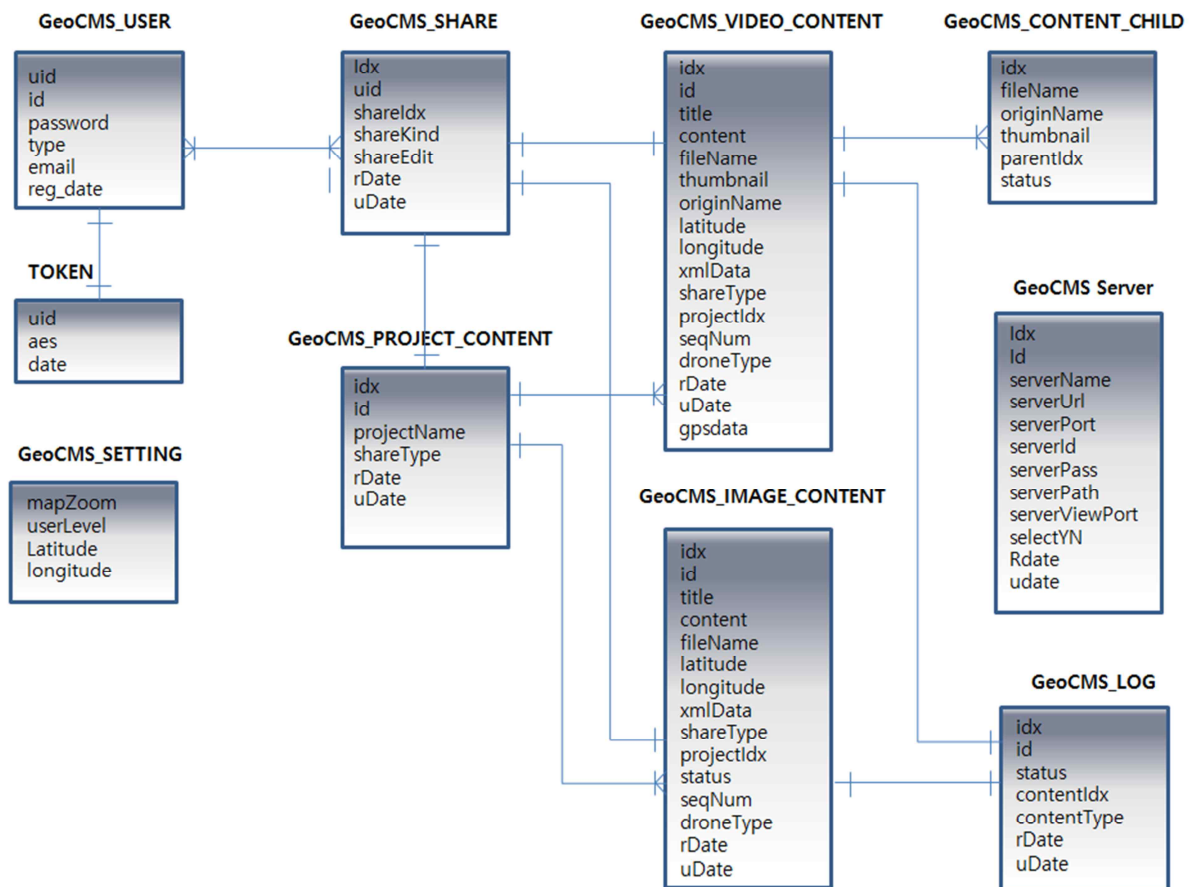 GeoCMS_USER
uid
id
password
type
email
reg_date
TOKEN
uid
aes
date
GeoCMS_SETTING
mapZoom
userLevel
Latitude
longitude
GeoCMS_SHARE
Idx
uid
shareIdx
shareKind
shareEdit
rDate
uDate
GeoCMS_PROJECT_CONTENT
idx
Id
projectName
shareType
rDate
uDate
GeoCMS_VIDEO_CONTENT
idx
id
title
content
fileName
thumbnail
originName
latitude
longitude
xmlData
shareType
projectIdx
seqNum
droneType
rDate
uDate
gpsdata
GeoCMS_IMAGE_CONTENT
idx
id
title
content
fileName
latitude
longitude
xmlData
shareType
projectIdx
status
seqNum
droneType
rDate
uDate
GeoCMS_CONTENT_CHILD
idx
fileName
originName
thumbnail
parentIdx
status
GeoCMS Server
Idx
Id
serverName
serverUrl
serverPort
serverId
serverPass
serverPath
serverViewPort
selectYN
Rdate
udate
GeoCMS_LOG
idx
id
status
contentIdx
contentType
rDate
uDate